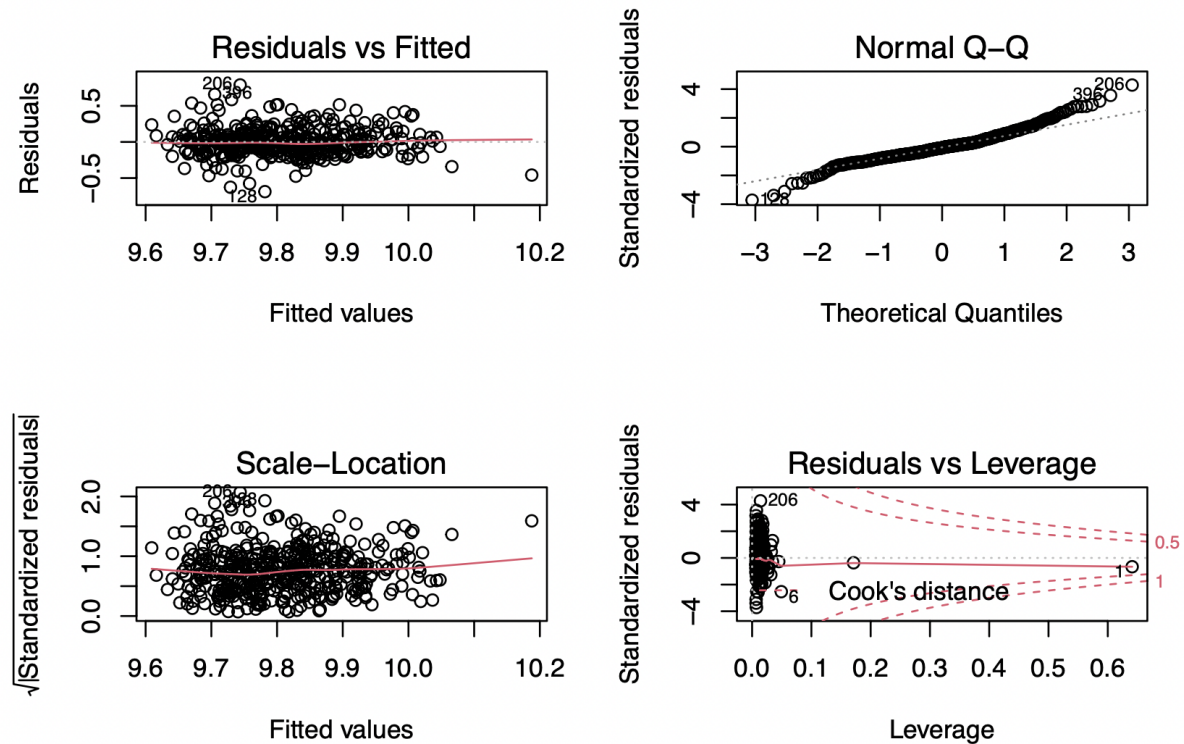 Residuals vs Fitted
Residuals
0.5
−0.5
206
396
128
9.6 9.7 9.8 9.9 10.0 10.2
Fitted values
Normal Q−Q
Standardized residuals
4
0
−4
206
396
128
−3 −2 −1 0 1 2 3
Theoretical Quantiles
Scale−Location
√|Standardized residuals|
2.0
1.0
0.0
206
9.6 9.7 9.8 9.9 10.0 10.2
Fitted values
Residuals vs Leverage
Standardized residuals
4
0
−4
206
0.5
1
1
6
Cook's distance
0.0 0.1 0.2 0.3 0.4 0.5 0.6
Leverage